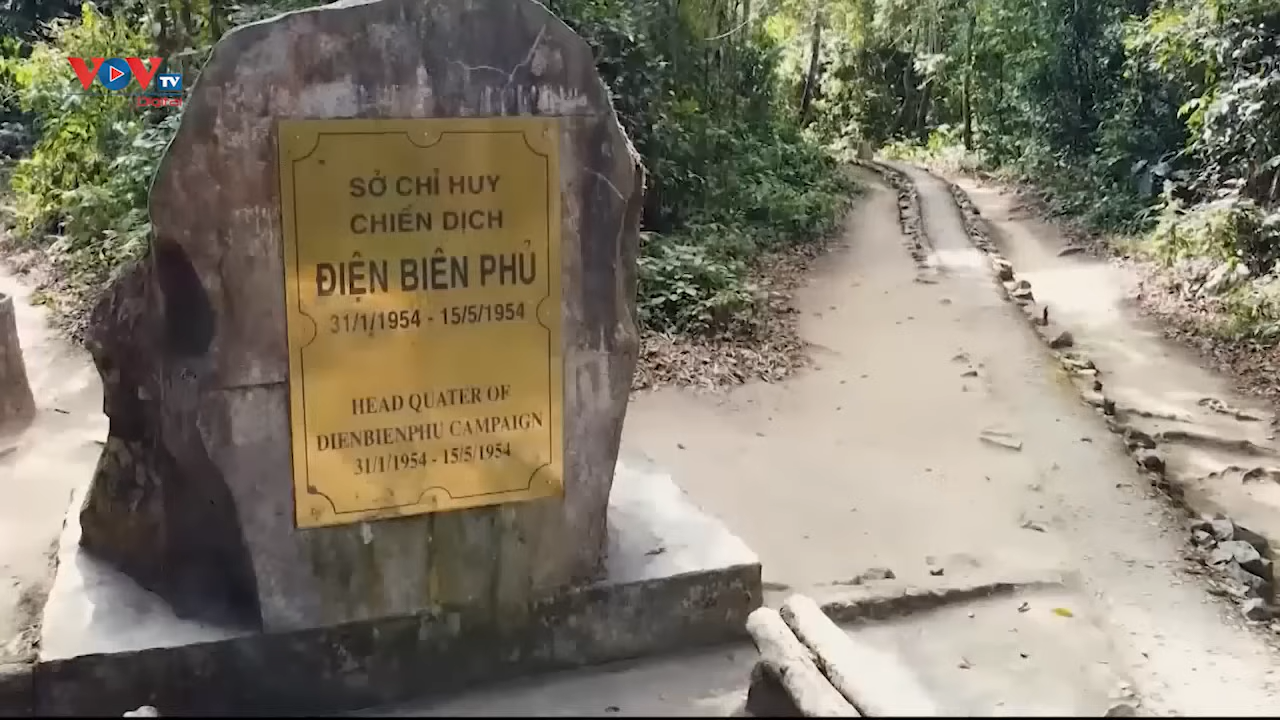 VOV TV
Digital
SỞ CHỈ HUY
CHIẾN DỊCH
ĐIỆN BIÊN PHỦ
31/1/1954 - 15/5/1954
HEAD QUATER OF
DIENBIENPHU CAMPAIGN
31/1/1954 - 15/5/1954